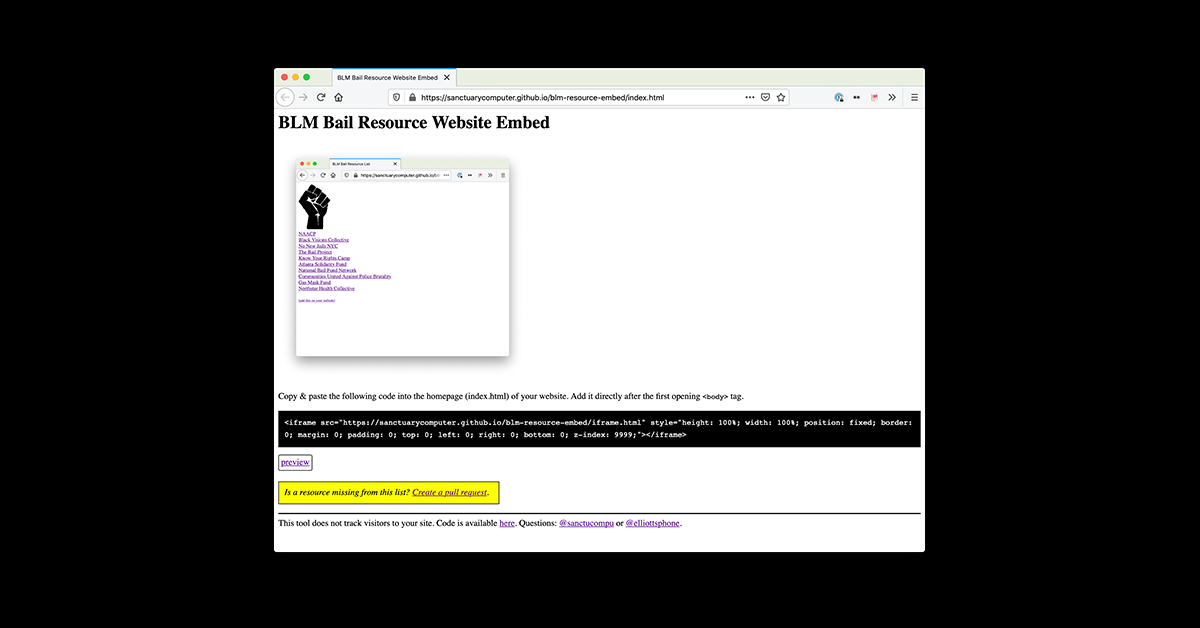 BLM Bail Resource Website Embed
https://sanctuarycomputer.github.io/blm-resource-embed/index.html
BLM Bail Resource Website Embed
BLM Bail Resource List
https://sanctuarycomputer.github.io/bl
NAACP
Black Visions Collective
No New Jails NYC
The Bail Project
Know Your Rights Camp
Atlanta Solidarity Fund
National Bail Fund Network
Communities United Against Police Brutality
Gas Mask Fund
Northstar Health Collective
Add this on your website!
Copy & paste the following code into the homepage (index.html) of your website. Add it directly after the first opening <body> tag.
<iframe src="https://sanctuarycomputer.github.io/blm-resource-embed/iframe.html" style="height: 100%; width: 100%; position: fixed; border:
0; margin: 0; padding: 0; top: 0; left: 0; right: 0; bottom: 0; z-index: 9999;"></iframe>
preview
Is a resource missing from this list? Create a pull request.
This tool does not track visitors to your site. Code is available here. Questions: @sanctucompu or @elliottsphone.